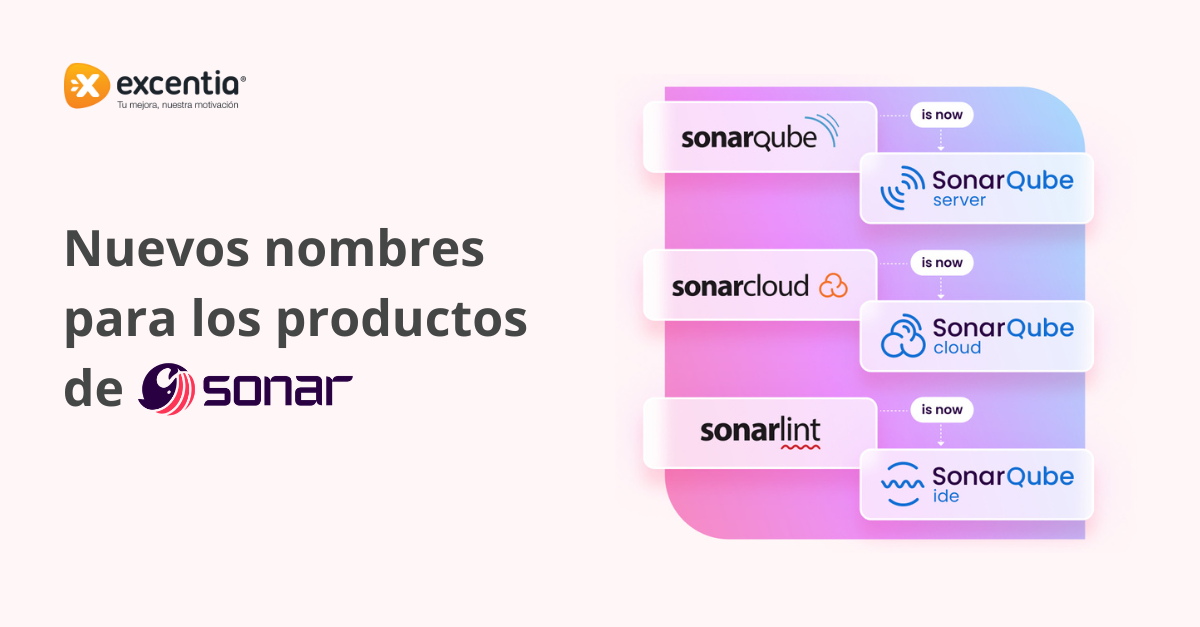 excentia®
Tu mejora, nuestra motivación
Nuevos nombres
para los productos
de sonar
sonarqube
is now
SonarQube
server
sonarcloud
is now
SonarQube
cloud
sonarlint
is now
SonarQube
ide